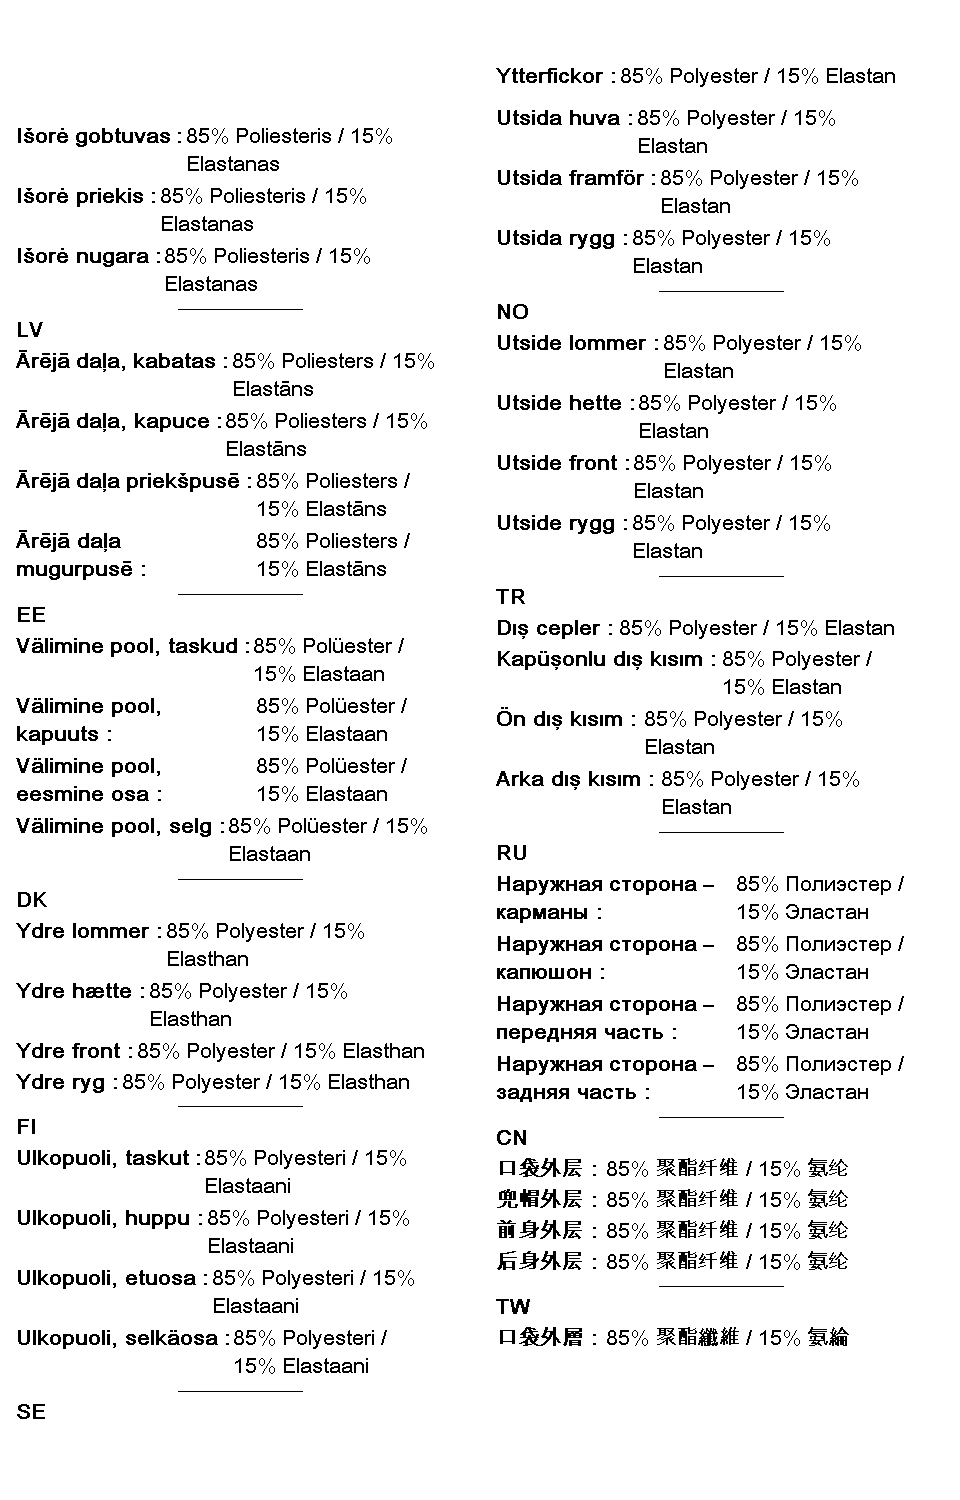 Išorė gobtuvas : 85% Poliesteris / 15%
Elastanas
Išorė priekis : 85% Poliesteris / 15%
Elastanas
Išorė nugara : 85% Poliesteris / 15%
Elastanas
LV
Ārējā daļa, kabatas : 85% Poliesters / 15%
Elastāns
Ārējā daļa, kapuce : 85% Poliesters / 15%
Elastāns
Ārējā daļa priekšpusē : 85% Poliesters /
15% Elastāns
Ārējā daļa 85% Poliesters /
mugurpusē : 15% Elastāns
EE
Välimine pool, taskud : 85% Polüester /
15% Elastaan
Välimine pool, 85% Polüester /
kapuuts : 15% Elastaan
Välimine pool, 85% Polüester /
eesmine osa : 15% Elastaan
Välimine pool, selg : 85% Polüester / 15%
Elastaan
DK
Ydre lommer : 85% Polyester / 15%
Elasthan
Ydre hætte : 85% Polyester / 15%
Elasthan
Ydre front : 85% Polyester / 15% Elasthan
Ydre ryg : 85% Polyester / 15% Elasthan
FI
Ulkopuoli, taskut : 85% Polyesteri / 15%
Elastaani
Ulkopuoli, huppu : 85% Polyesteri / 15%
Elastaani
Ulkopuoli, etuosa : 85% Polyesteri / 15%
Elastaani
Ulkopuoli, selkäosa : 85% Polyesteri /
15% Elastaani
SE
Ytterfickor : 85% Polyester / 15% Elastan
Utsida huva : 85% Polyester / 15%
Elastan
Utsida framför : 85% Polyester / 15%
Elastan
Utsida rygg : 85% Polyester / 15%
Elastan
NO
Utside lommer : 85% Polyester / 15%
Elastan
Utside hette : 85% Polyester / 15%
Elastan
Utside front : 85% Polyester / 15%
Elastan
Utside rygg : 85% Polyester / 15%
Elastan
TR
Dış cepler : 85% Polyester / 15% Elastan
Kapüşonlu dış kısım : 85% Polyester /
15% Elastan
Ön dış kısım : 85% Polyester / 15%
Elastan
Arka dış kısım : 85% Polyester / 15%
Elastan
RU
Наружная сторона – 85% Полиэстер /
карманы : 15% Эластан
Наружная сторона – 85% Полиэстер /
капюшон : 15% Эластан
Наружная сторона – 85% Полиэстер /
передняя часть : 15% Эластан
Наружная сторона – 85% Полиэстер /
задняя часть : 15% Эластан
CN
口袋外层 : 85% 聚酯纤维 / 15% 氨纶
兜帽外层 : 85% 聚酯纤维 / 15% 氨纶
前身外层 : 85% 聚酯纤维 / 15% 氨纶
后身外层 : 85% 聚酯纤维 / 15% 氨纶
TW
口袋外層 : 85% 聚酯纖維 / 15% 氨綸